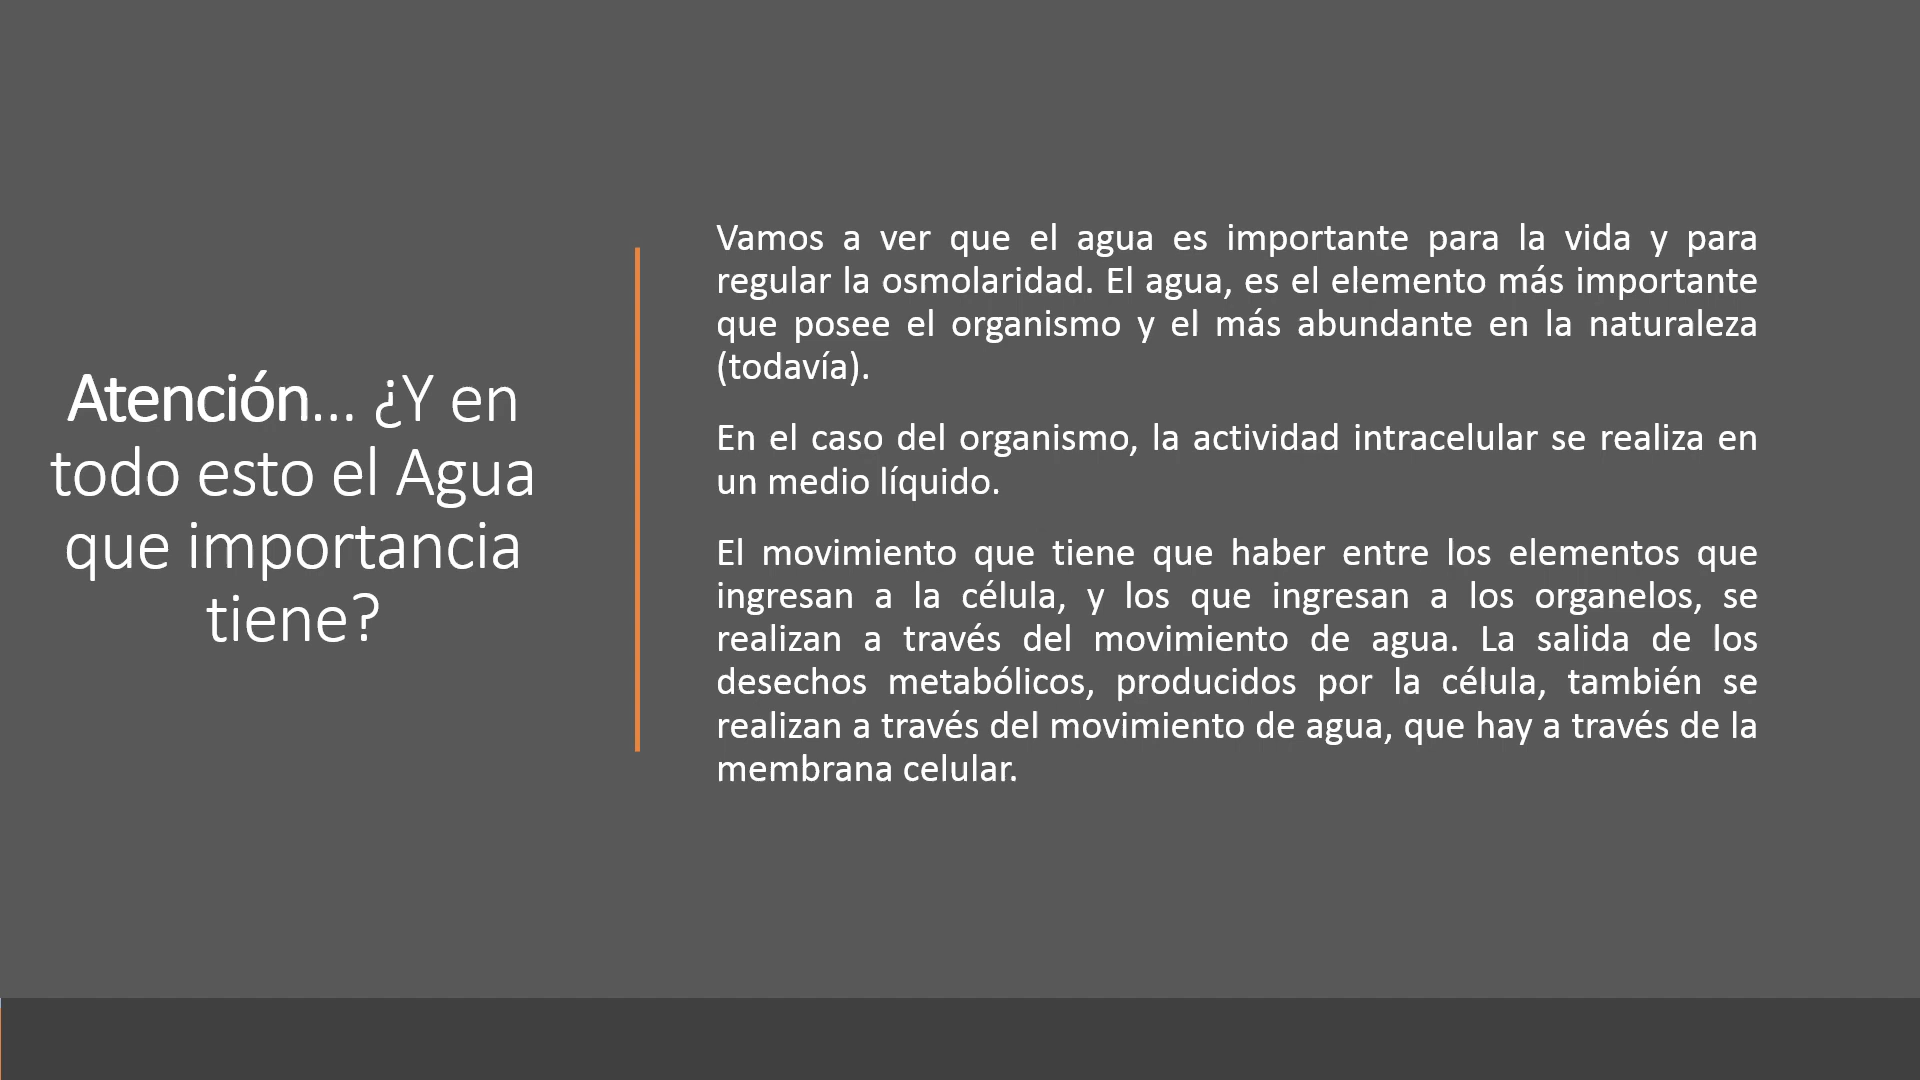 Atención... ¿Y en
todo esto el Agua
que importancia
tiene?
Vamos a ver que el agua es importante para la vida y para
regular la osmolaridad. El agua, es el elemento más importante
que posee el organismo y el más abundante en la naturaleza
(todavía).
En el caso del organismo, la actividad intracelular se realiza en
un medio líquido.
El movimiento que tiene que haber entre los elementos que
ingresan a la célula, y los que ingresan a los organelos, se
realizan a través del movimiento de agua. La salida de los
desechos metabólicos, producidos por la célula, también se
realizan a través del movimiento de agua, que hay a través de la
membrana celular.